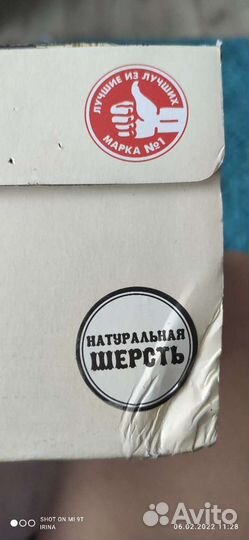 ЛУЧШИЕ ИЗ ЛУЧШИХ
МАРКА №1
НАТУРАЛЬНАЯ
ШЕРСТЬ
SHOT ON MI 9T
IRINA
Avito
06.02.2022 11:28